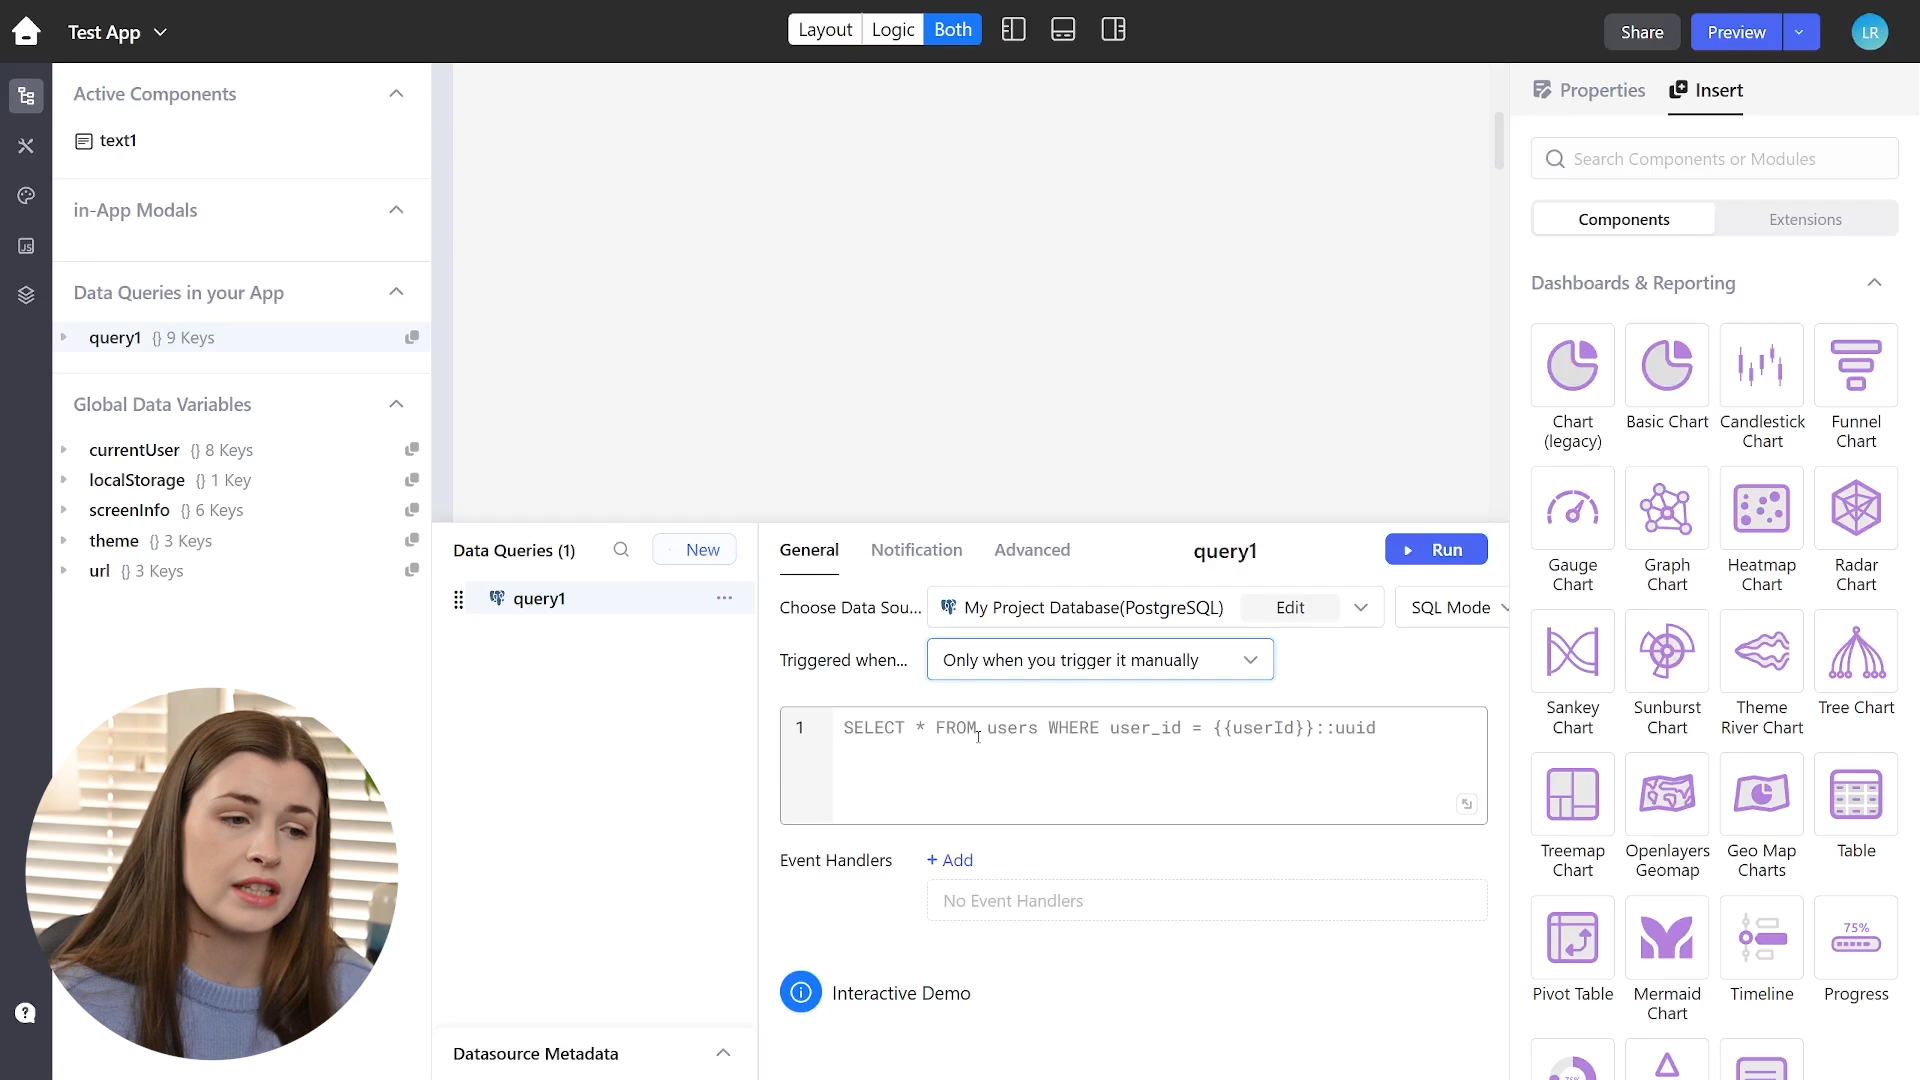 Test App
Layout
Logic
Both
Share
Preview
LR
Active Components
text1
in-App Modals
Data Queries in your App
query1 {} 9 Keys
Global Data Variables
currentUser {} 8 Keys
localStorage {} 1 Key
screenInfo {} 6 Keys
theme {} 3 Keys
url {} 3 Keys
JS
?
Data Queries (1)
New
query1
Datasource Metadata
General
Notification
Advanced
query1
Run
Choose Data Sou...
My Project Database(PostgreSQL)
Edit
SQL Mode
Triggered when...
Only when you trigger it manually
1
SELECT * FROM users WHERE user_id = {{userId}}::uuid
Event Handlers
+ Add
No Event Handlers
Interactive Demo
Properties
Insert
Search Components or Modules
Components
Extensions
Dashboards & Reporting
Chart
(legacy)
Basic Chart
Candlestick
Chart
Funnel
Chart
Gauge
Chart
Graph
Chart
Heatmap
Chart
Radar
Chart
Sankey
Chart
Sunburst
Chart
Theme
River Chart
Tree Chart
Treemap
Chart
Openlayers
Geomap
Geo Map
Charts
Table
75%
Pivot Table
Mermaid
Chart
Timeline
Progress